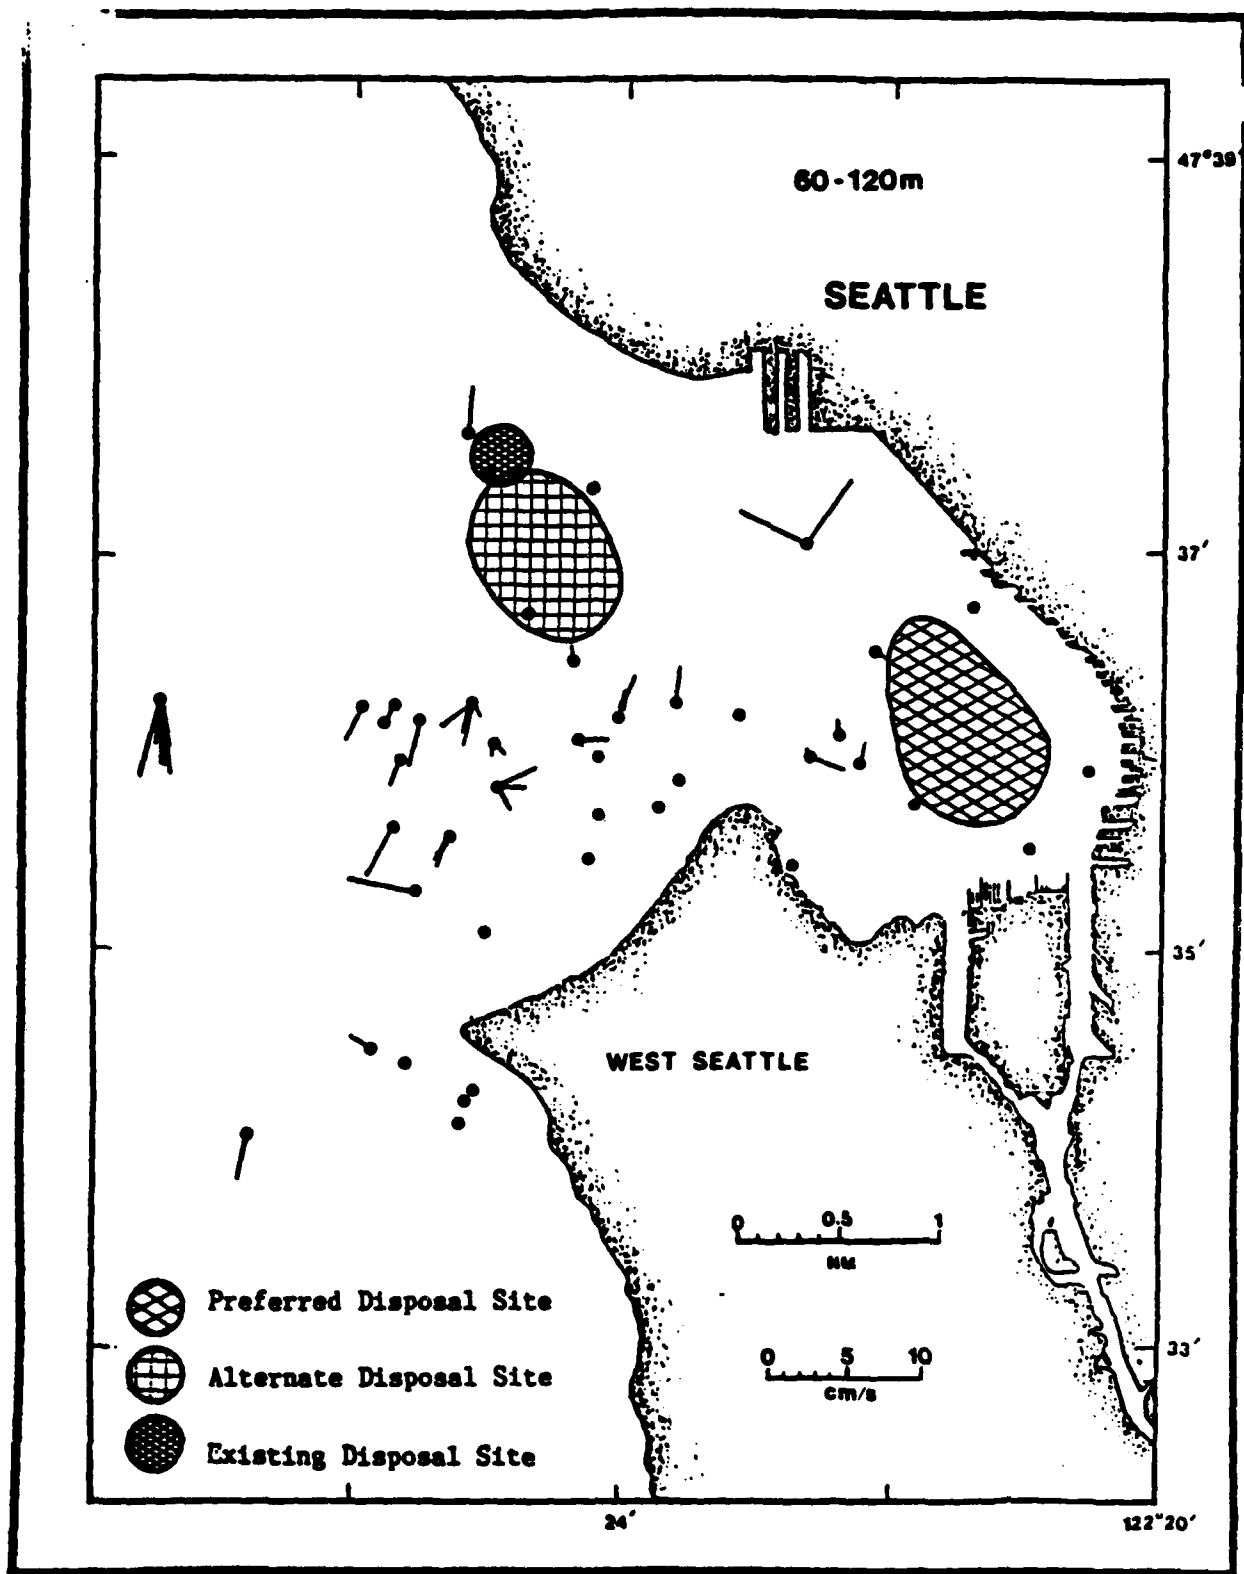 47°39'
60-120m
SEATTLE
37'
35'
WEST SEATTLE
0 0.5 1
NM
Preferred Disposal Site
33'
0 5 10
cm/s
Alternate Disposal Site
Existing Disposal Site
24'
122°20'